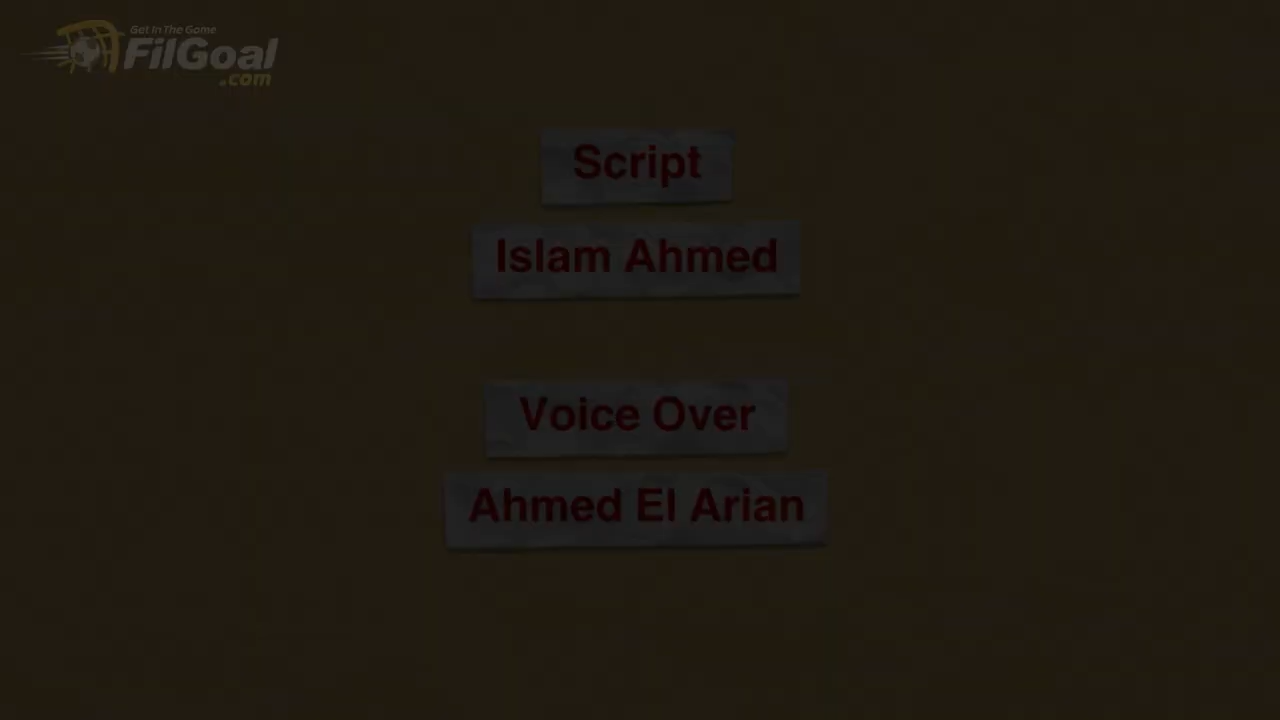 Get In The Game
FilGoal
.com
Script
Islam Ahmed
Voice Over
Ahmed El Arian